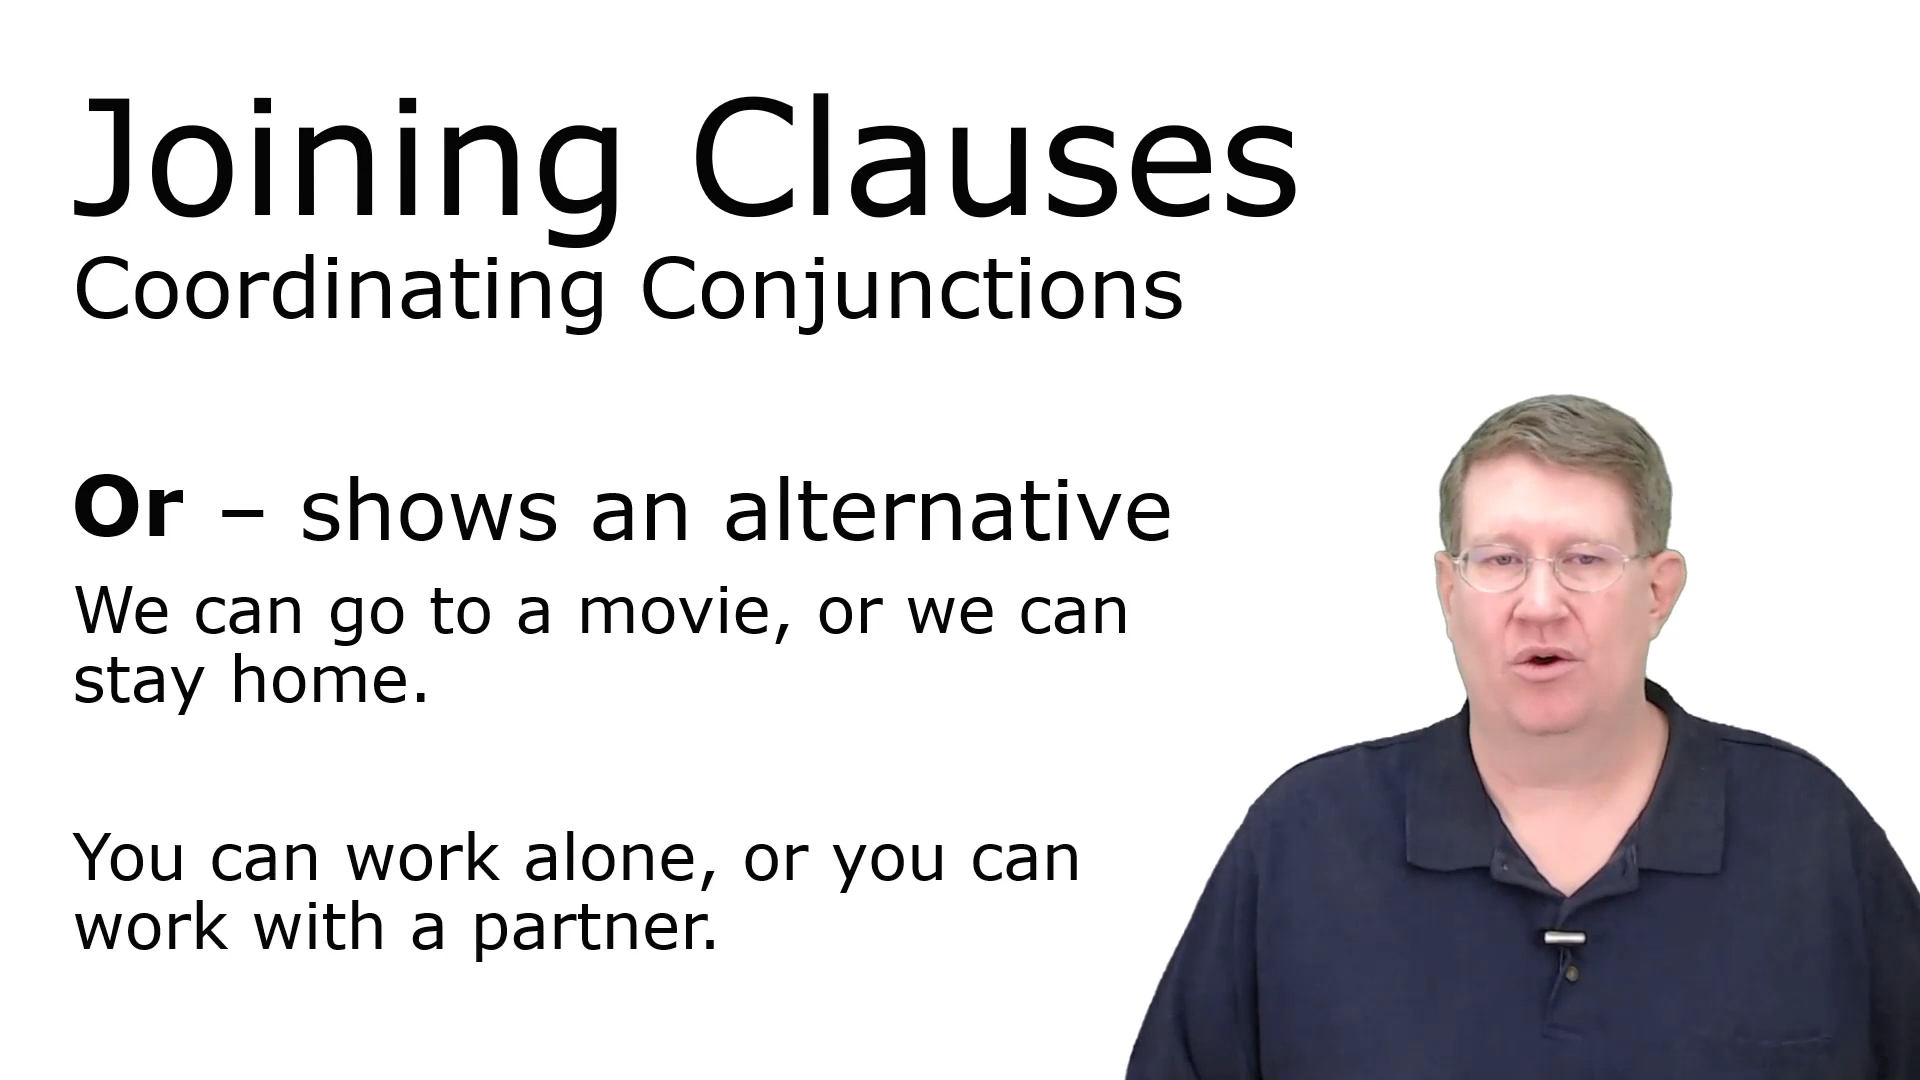 Joining Clauses
Coordinating Conjunctions
Or – shows an alternative
We can go to a movie, or we can
stay home.
You can work alone, or you can
work with a partner.